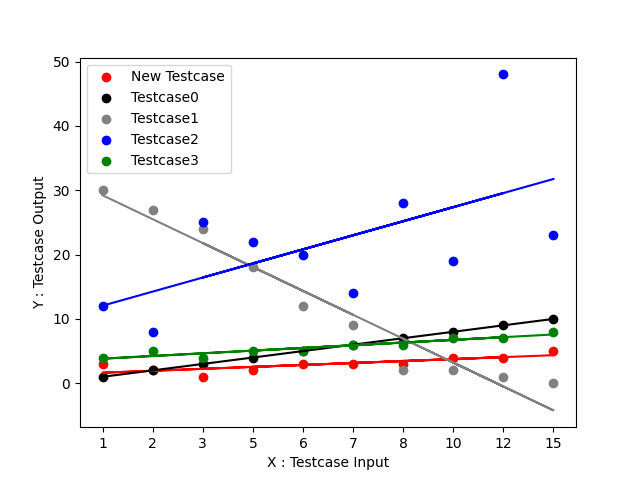 50
40
30
20
10
0
Y : Testcase Output
New Testcase
Testcase0
Testcase1
Testcase2
Testcase3
1 2 3 5 6 7 8 10 12 15
X : Testcase Input